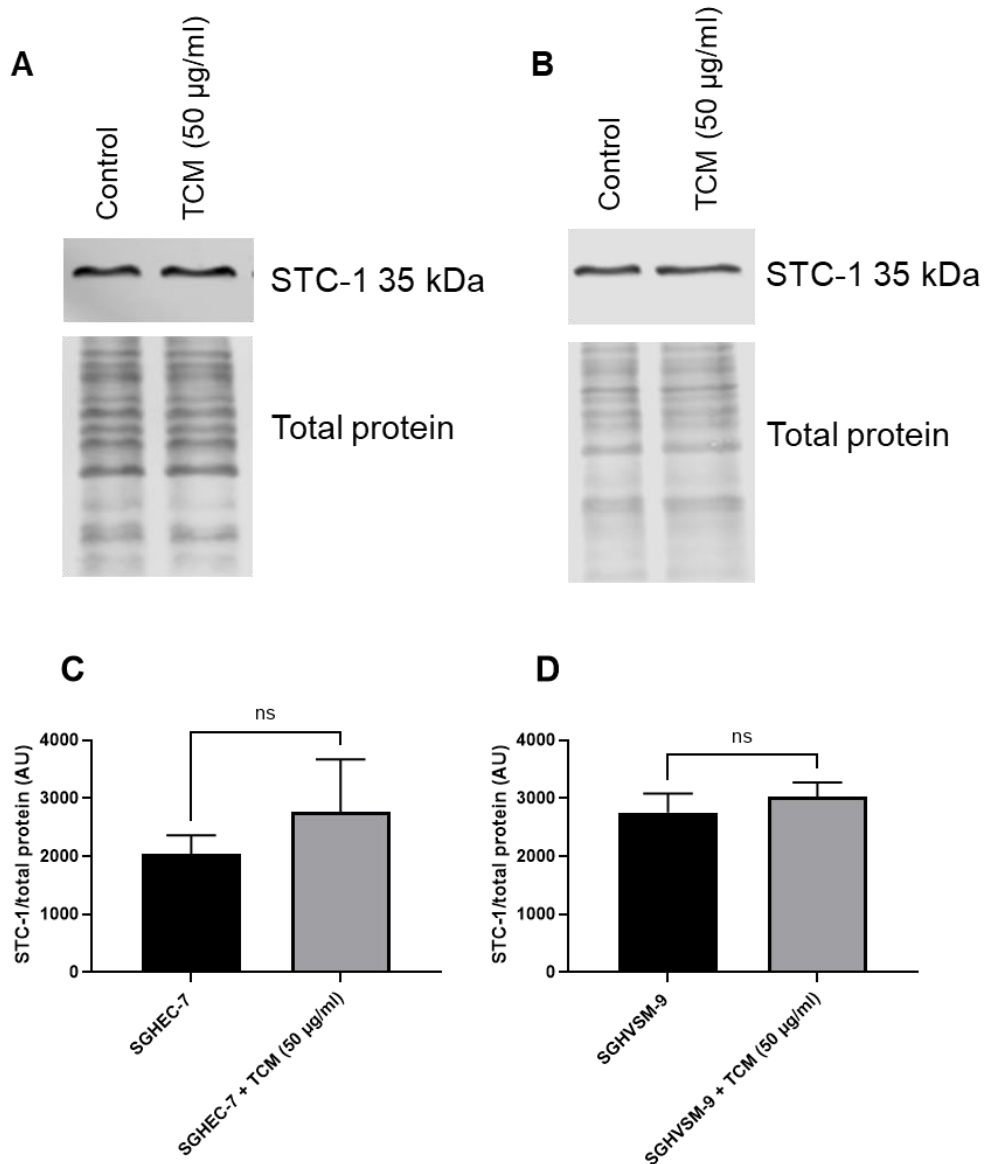 A
Control
TCM (50 µg/ml)
STC-1 35 kDa
Total protein
B
Control
TCM (50 µg/ml)
STC-1 35 kDa
Total protein
C
ns
STC-1/total protein (AU)
4000
3000
2000
1000
0
SGHEC-7
SGHEC-7 + TCM (50 µg/ml)
D
ns
STC-1/total protein (AU)
4000
3000
2000
1000
0
SGHVSM-9
SGHVSM-9 + TCM (50 µg/ml)